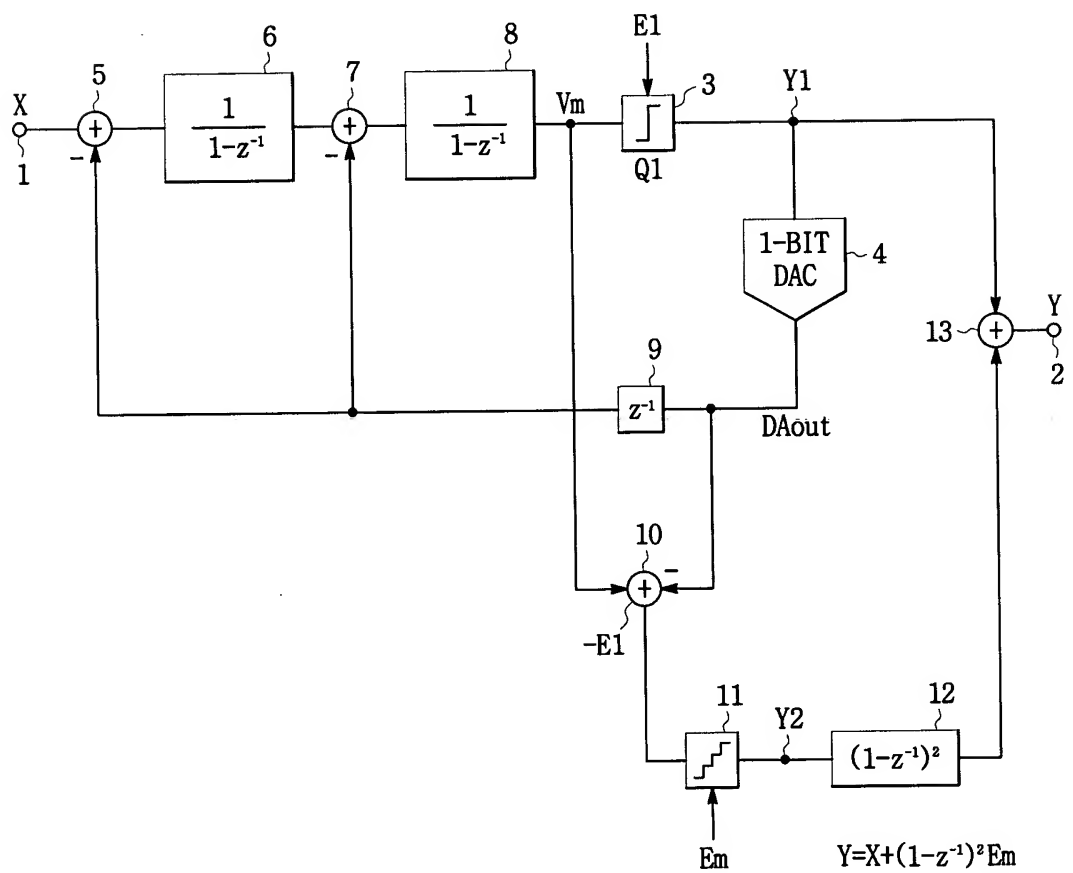 E1
6
8
5
7
Vm
3
Y1
X
+
1
1-z⁻¹
+
1
1-z⁻¹
-
-
1
Q1
1-BIT
DAC
4
Y
13
+
2
9
z⁻¹
DAout
10
-
+
-E1
11
Y2
12
(1-z⁻¹)²
Em
Y=X+(1-z⁻¹)²Em